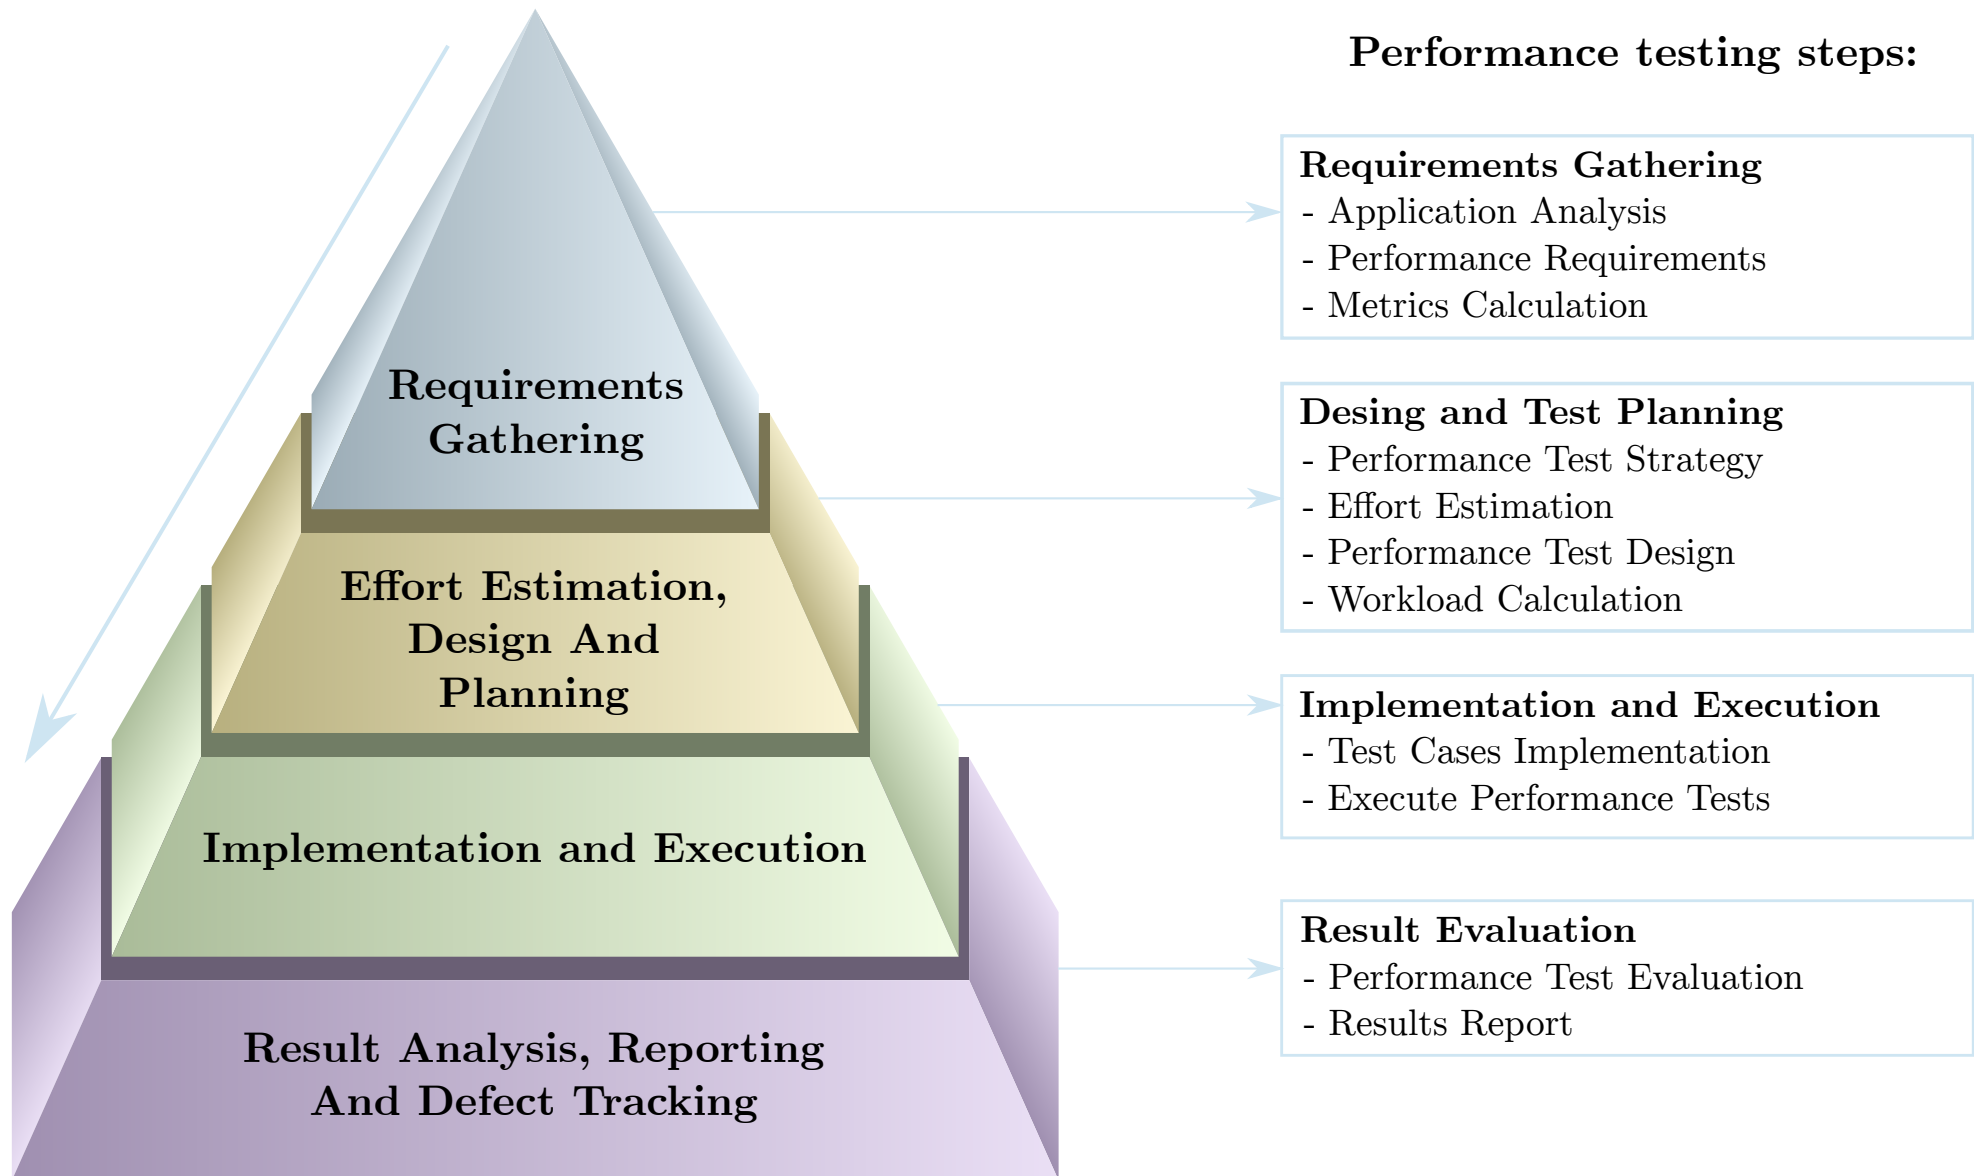 Performance testing steps:
Requirements
Gathering
Effort Estimation,
Design And
Planning
Implementation and Execution
Result Analysis, Reporting
And Defect Tracking
Requirements Gathering
- Application Analysis
- Performance Requirements
- Metrics Calculation
Desing and Test Planning
- Performance Test Strategy
- Effort Estimation
- Performance Test Design
- Workload Calculation
Implementation and Execution
- Test Cases Implementation
- Execute Performance Tests
Result Evaluation
- Performance Test Evaluation
- Results Report